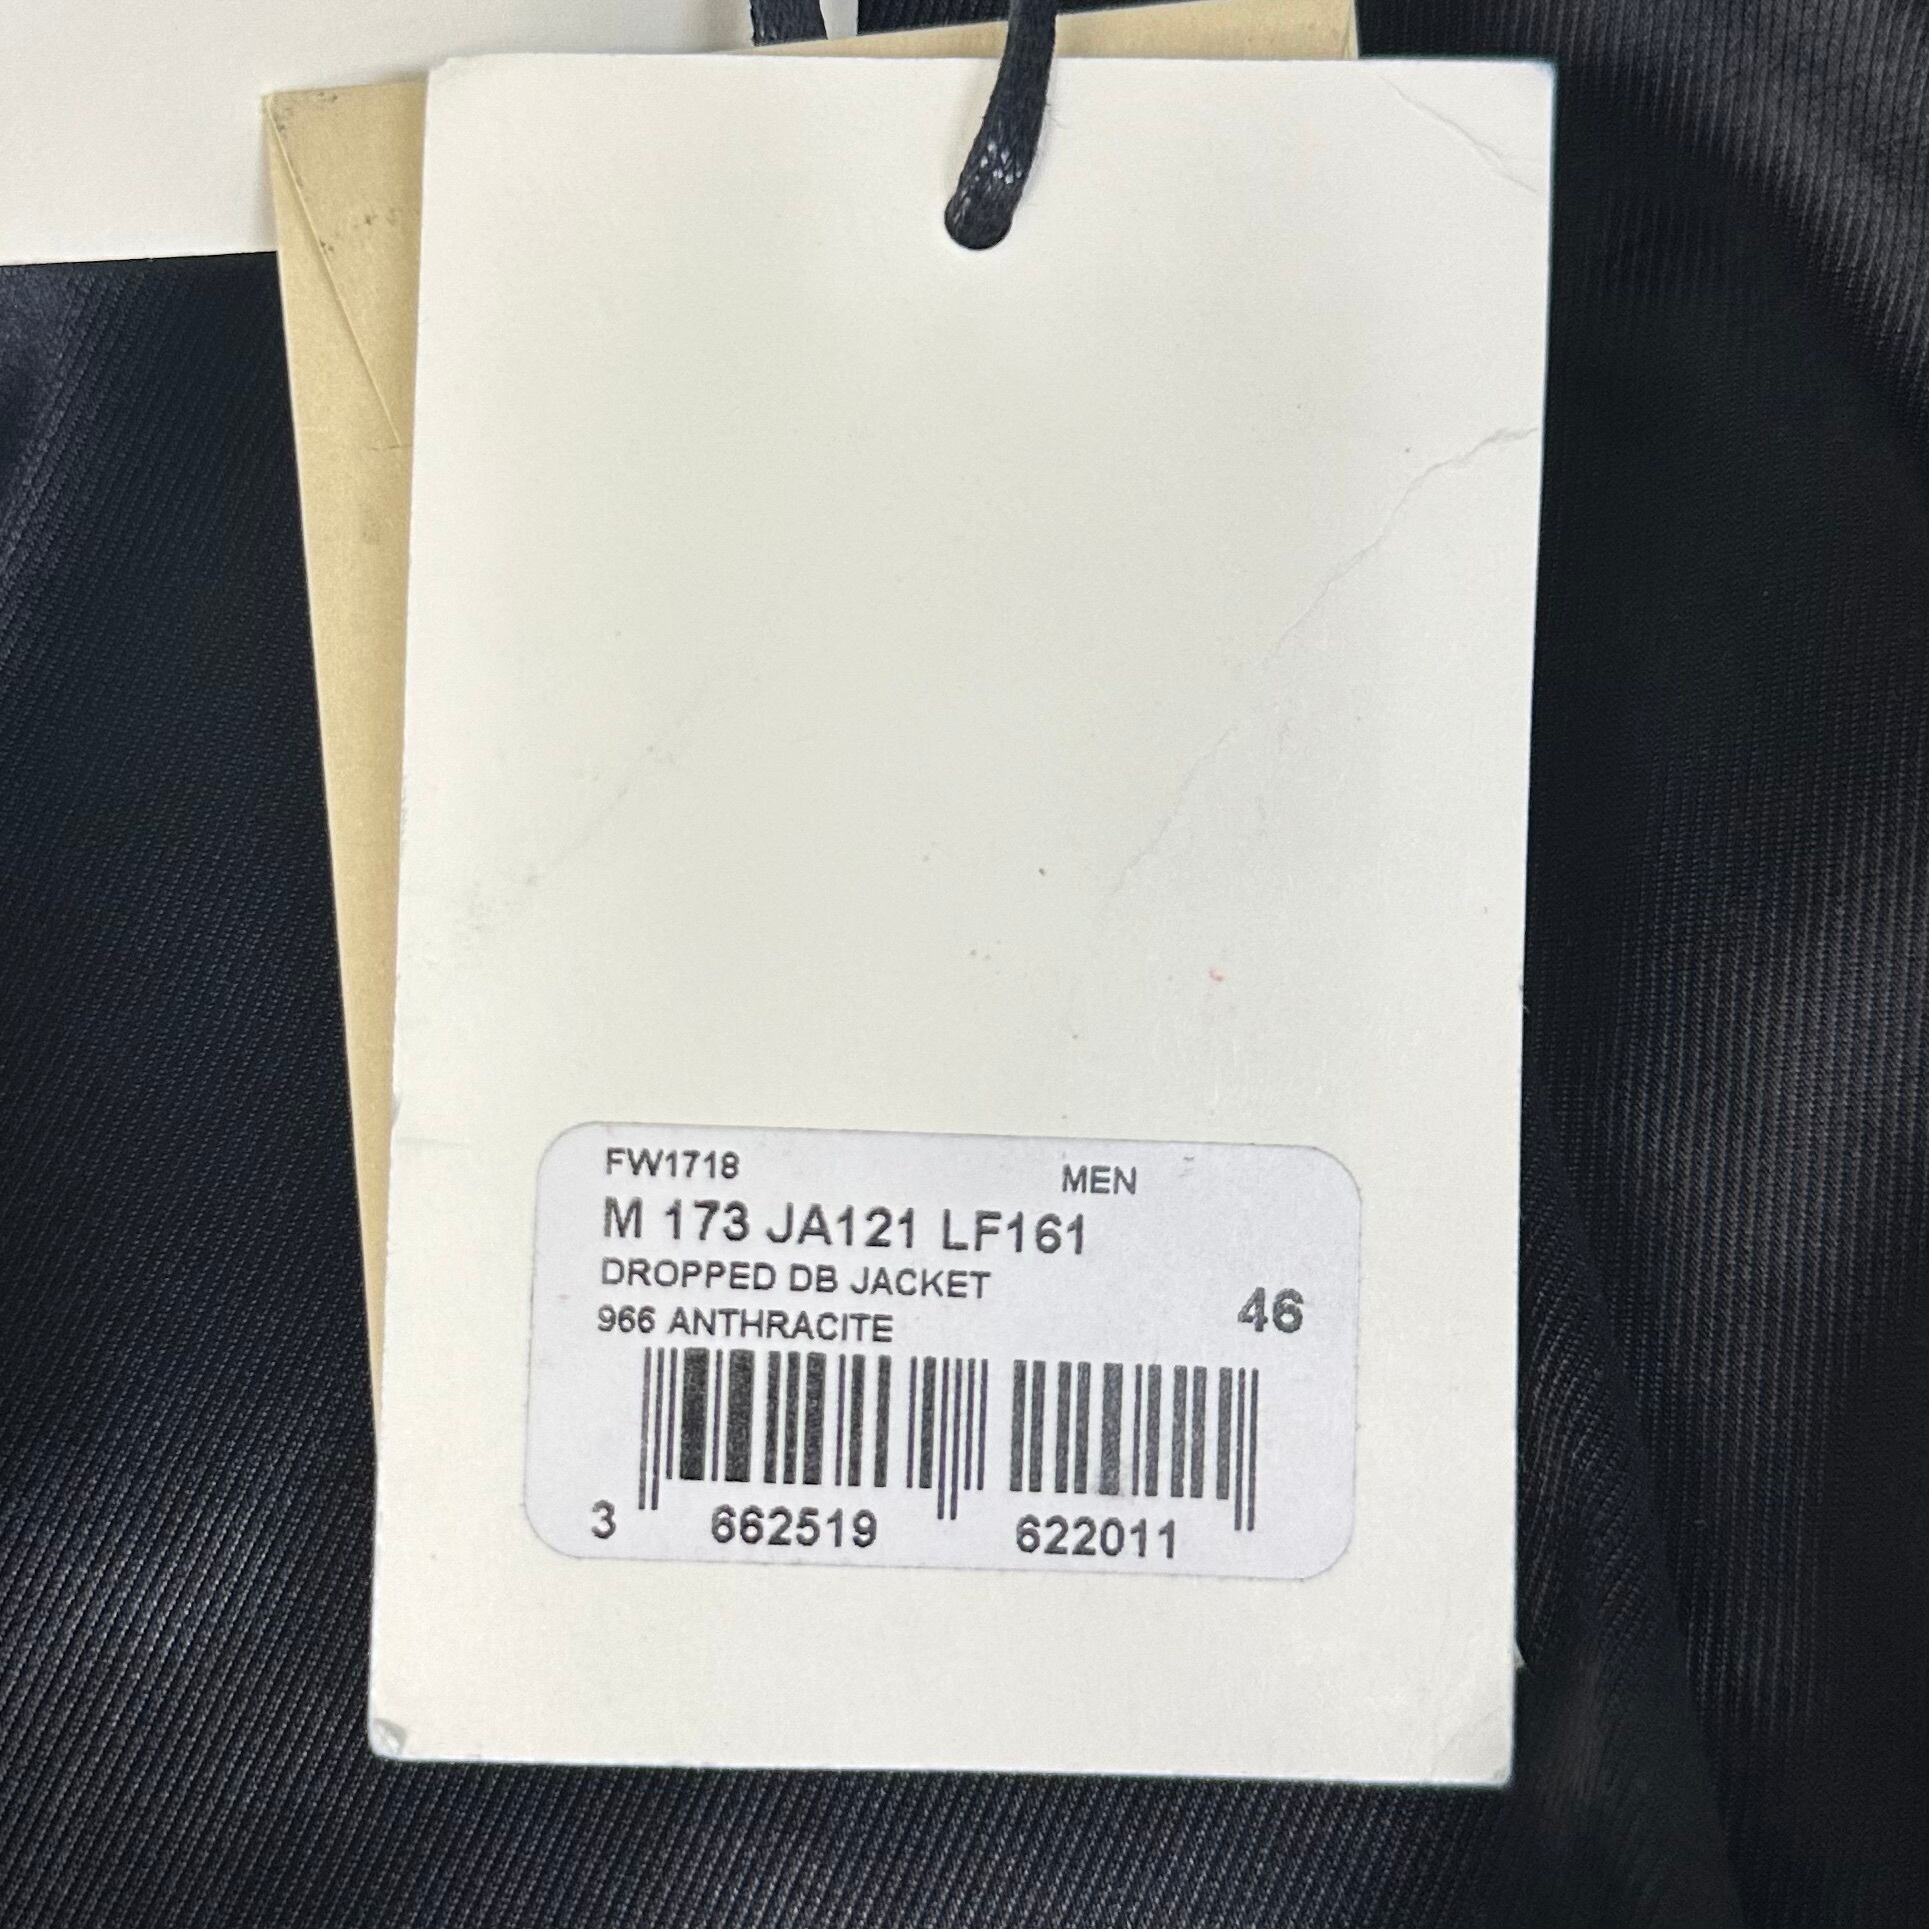 FW1718 MEN
M 173 JA121 LF161
DROPPED DB JACKET
966 ANTHRACITE 46
3 662519 622011